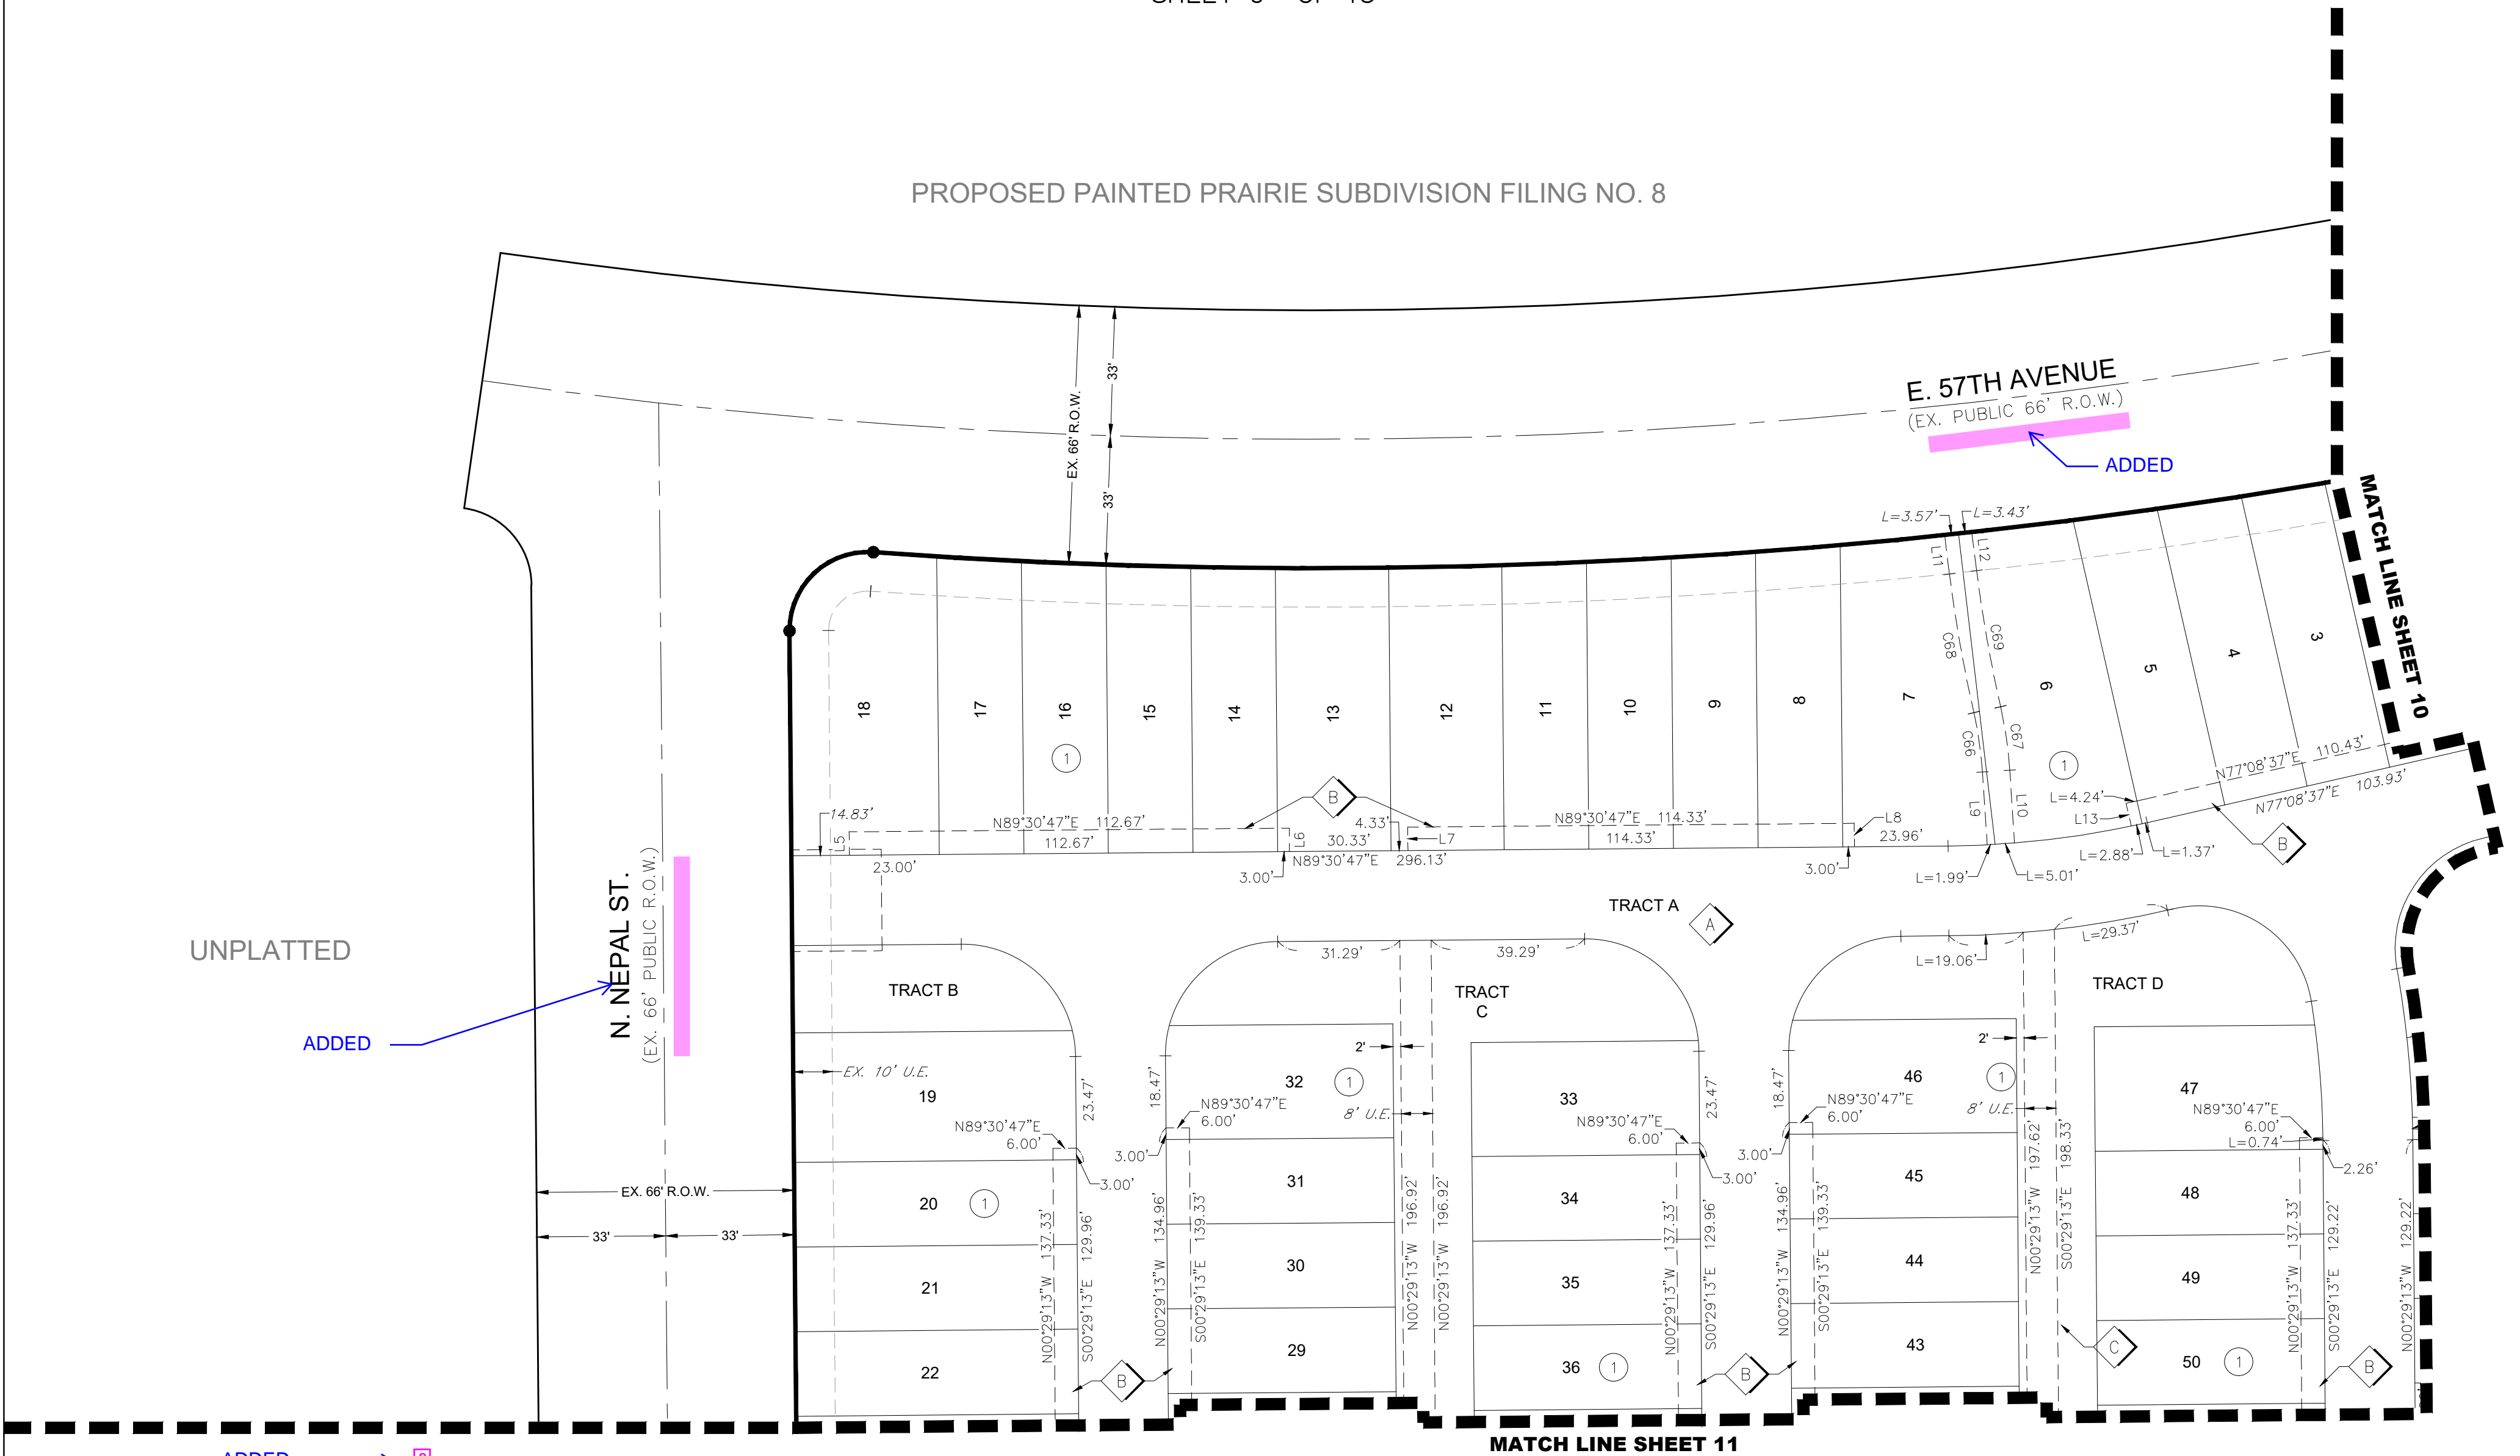 PROPOSED PAINTED PRAIRIE SUBDIVISION FILING NO. 8
E. 57TH AVENUE
(EX. PUBLIC 66' R.O.W.)
ADDED
EX. 66' R.O.W.
33'
33'
MATCH LINE SHEET 10
L=3.57'
L=3.43'
L11
L12
C68
C69
C66
C67
L9
L10
18
17
16
15
14
13
12
11
10
9
8
7
6
5
4
3
1
1
B
14.83'
L5
N89°30'47"E 112.67'
112.67'
23.00'
L6
3.00'
30.33'
4.33'
L7
N89°30'47"E 296.13'
N89°30'47"E 114.33'
114.33'
L8
23.96'
3.00'
L=1.99'
L=5.01'
L=4.24'
L13
L=2.88'
L=1.37'
N77°08'37"E 110.43'
N77°08'37"E 103.93'
B
TRACT A
A
UNPLATTED
N. NEPAL ST.
(EX. 66' PUBLIC R.O.W.)
ADDED
EX. 66' R.O.W.
33'
33'
TRACT B
EX. 10' U.E.
19
20
1
21
22
N89°30'47"E
6.00'
23.47'
3.00'
N00°29'13"W 137.33'
S00°29'13"E 129.96'
B
31.29'
39.29'
TRACT
C
18.47'
N89°30'47"E
6.00'
3.00'
N00°29'13"W 134.96'
S00°29'13"E 139.33'
32
1
31
30
29
2'
8' U.E.
N00°29'13"W 196.92'
N00°29'13"W 196.92'
33
34
35
36
1
N89°30'47"E
6.00'
23.47'
3.00'
N00°29'13"W 137.33'
S00°29'13"E 129.96'
B
18.47'
N89°30'47"E
6.00'
3.00'
N00°29'13"W 134.96'
S00°29'13"E 139.33'
L=19.06'
L=29.37'
TRACT D
46
1
45
44
43
2'
8' U.E.
N00°29'13"W 197.62'
S00°29'13"E 198.33'
C
47
48
49
50
1
N89°30'47"E
6.00'
L=0.74'
2.26'
N00°29'13"W 137.33'
S00°29'13"E 129.22'
N00°29'13"W 129.22'
B
MATCH LINE SHEET 11
ADDED